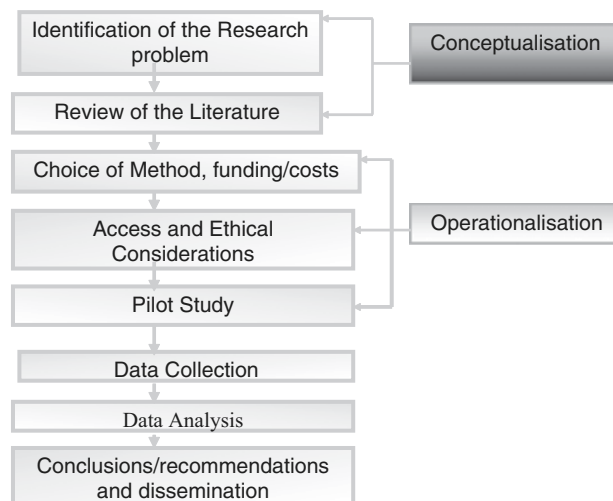 Identification of the Research
problem
Conceptualisation
Review of the Literature
Choice of Method, funding/costs
Access and Ethical
Considerations
Operationalisation
Pilot Study
Data Collection
Data Analysis
Conclusions/recommendations
and dissemination